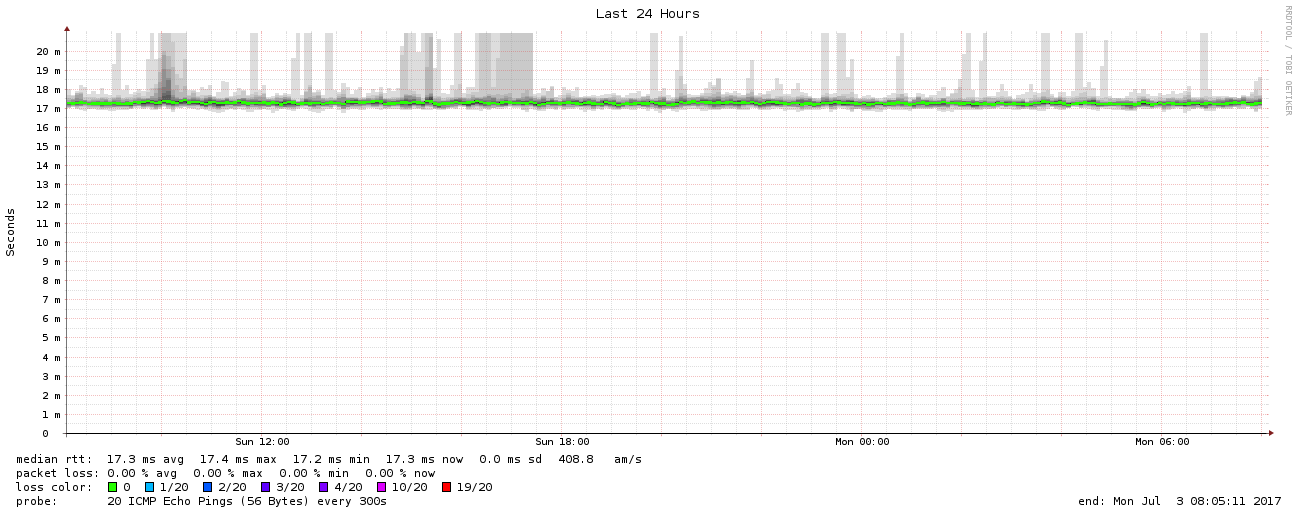 Last 24 Hours
RRDTOOL / TOBI OETIKER
Seconds
20 m
19 m
18 m
17 m
16 m
15 m
14 m
13 m
12 m
11 m
10 m
9 m
8 m
7 m
6 m
5 m
4 m
3 m
2 m
1 m
0
Sun 12:00 Sun 18:00 Mon 00:00 Mon 06:00
median rtt: 17.3 ms avg 17.4 ms max 17.2 ms min 17.3 ms now 0.0 ms sd 408.8 am/s
packet loss: 0.00 % avg 0.00 % max 0.00 % min 0.00 % now
loss color: 0 1/20 2/20 3/20 4/20 10/20 19/20
probe: 20 ICMP Echo Pings (56 Bytes) every 300s end: Mon Jul 3 08:05:11 2017